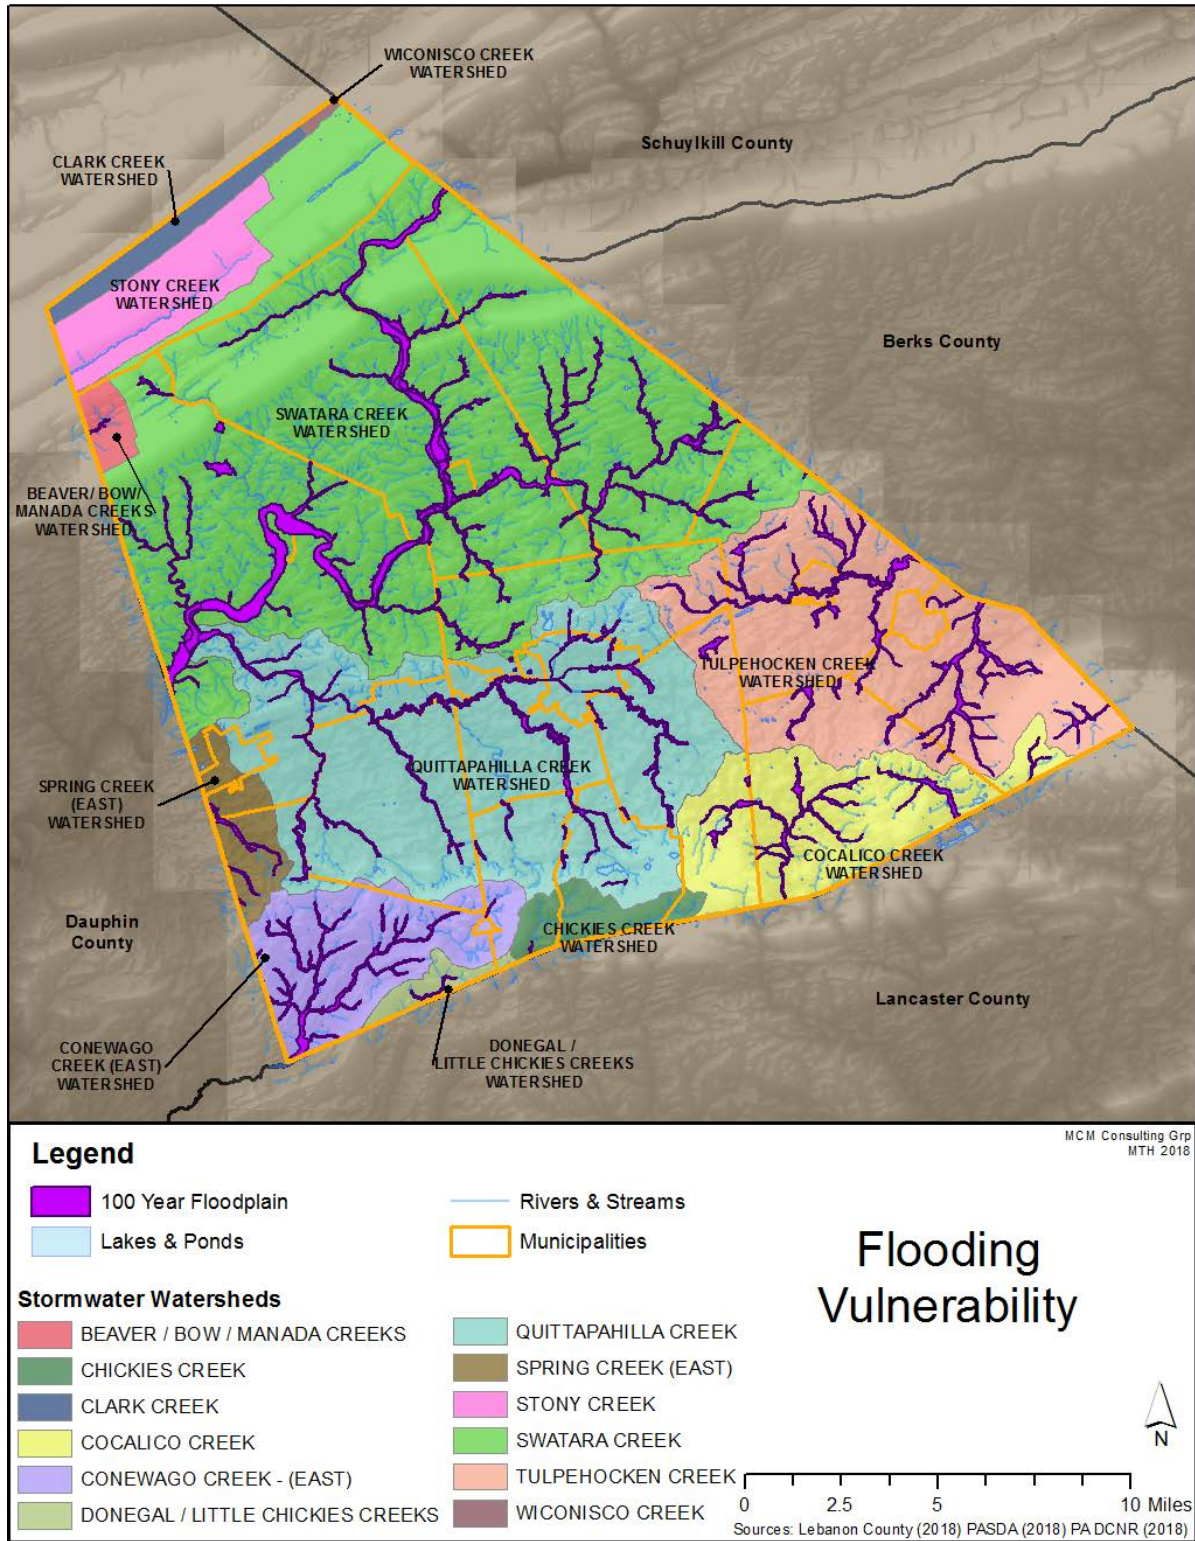 WICONISCO CREEK
WATERSHED
Schuylkill County
CLARK CREEK
WATERSHED
STONY CREEK
WATERSHED
Berks County
SWATARA CREEK
WATERSHED
BEAVER/ BOW/
MANADA CREEKS
WATERSHED
TULPEHOCKEN CREEK
WATERSHED
QUITTAPAHILLA CREEK
WATERSHED
SPRING CREEK
(EAST)
WATERSHED
COCALICO CREEK
WATERSHED
Dauphin
County
CHICKIES CREEK
WATERSHED
Lancaster County
CONEWAGO
CREEK (EAST)
WATERSHED
DONEGAL /
LITTLE CHICKIES CREEKS
WATERSHED
MCM Consulting Grp
MTH 2018
Legend
100 Year Floodplain
Rivers & Streams
Lakes & Ponds
Municipalities
Flooding
Vulnerability
Stormwater Watersheds
BEAVER / BOW / MANADA CREEKS
CHICKIES CREEK
CLARK CREEK
COCALICO CREEK
CONEWAGO CREEK - (EAST)
DONEGAL / LITTLE CHICKIES CREEKS
QUITTAPAHILLA CREEK
SPRING CREEK (EAST)
STONY CREEK
SWATARA CREEK
TULPEHOCKEN CREEK
WICONISCO CREEK
N
0 2.5 5 10 Miles
Sources: Lebanon County (2018) PASDA (2018) PA DCNR (2018)